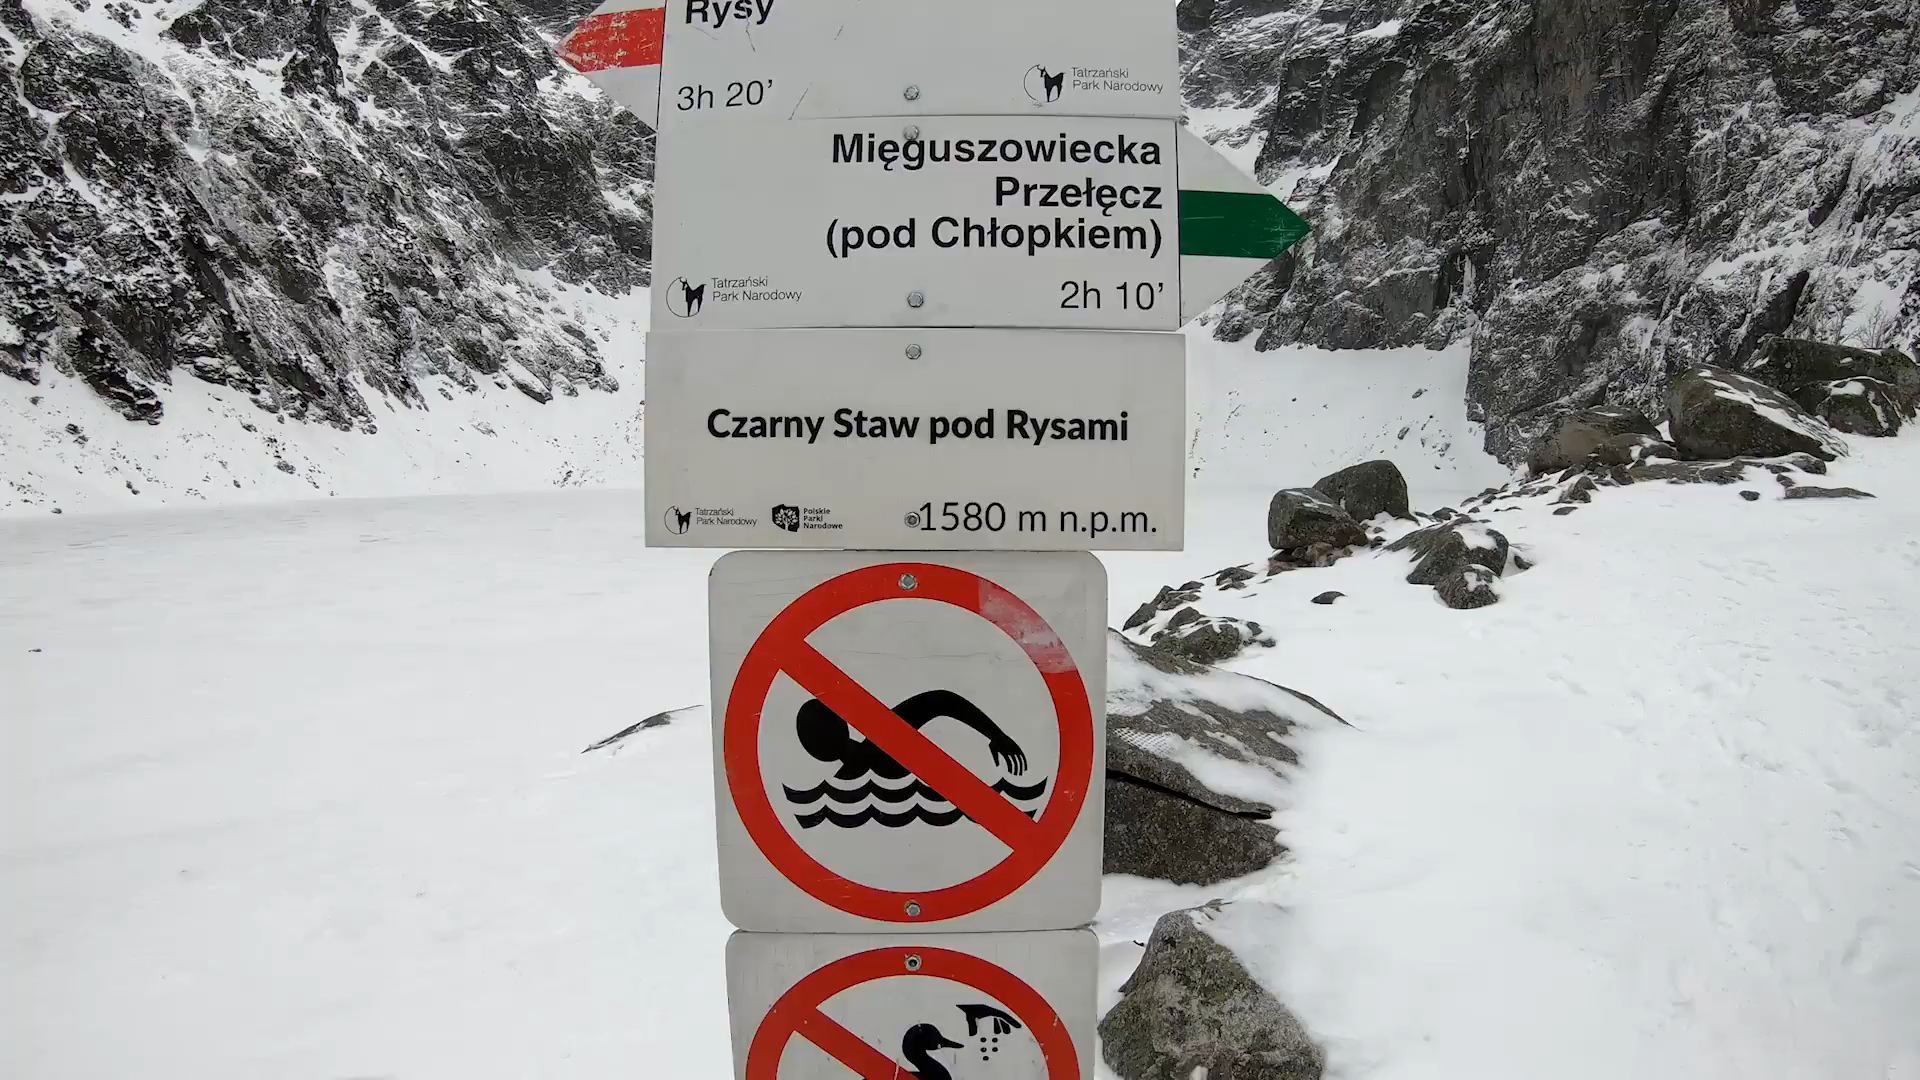 Rysy
3h 20’
Tatrzański
Park Narodowy
Mięguszowiecka
Przełęcz
(pod Chłopkiem)
Tatrzański
Park Narodowy
2h 10’
Czarny Staw pod Rysami
Tatrzański
Park Narodowy
Polskie
Parki
Narodowe
1580 m n.p.m.